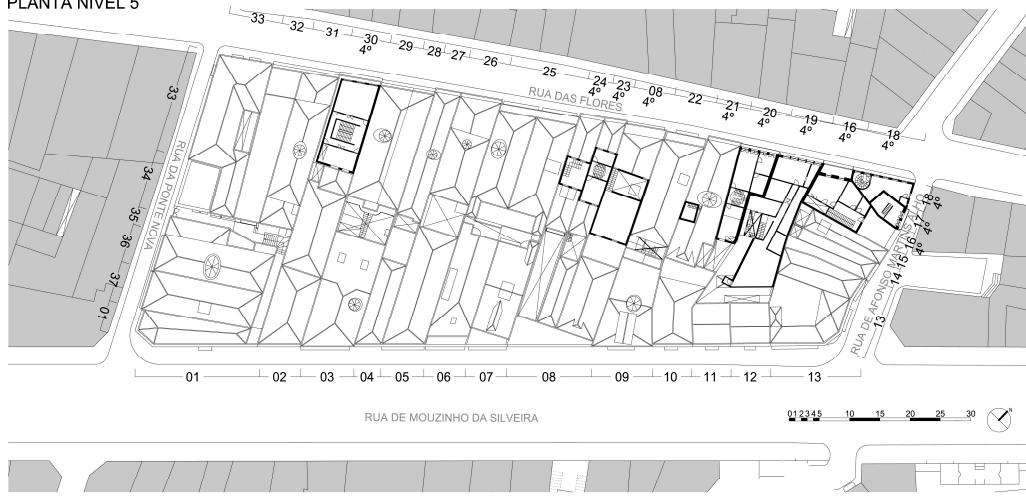 PLANTA NÍVEL 5
33 32 31 30 29 28 27 26 25 24 23 08 22 21 20 19 16 18
4º 4º 4º 4º 4º 4º 4º 4º 4º
RUA DAS FLORES
33
34
35
36
37
01
RUA DA PONTE NOVA
18 4º
17 4º
16 4º
15
14
13
RUA DE AFONSO MARTINS ALVO
01 02 03 04 05 06 07 08 09 10 11 12 13
RUA DE MOUZINHO DA SILVEIRA
01 2 3 4 5 10 15 20 25 30
N